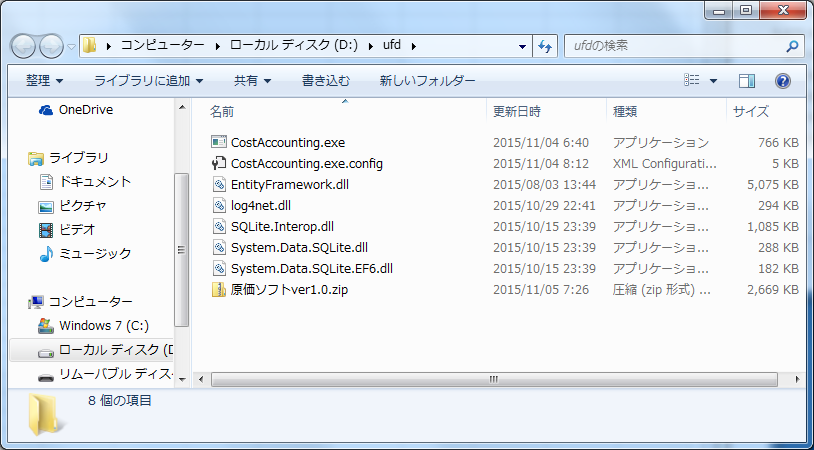 コンピューター ▸ ローカル ディスク (D:) ▸ ufd ▸
ufdの検索
整理 ライブラリに追加 共有 書き込む 新しいフォルダー
OneDrive
ライブラリ
ドキュメント
ピクチャ
ビデオ
ミュージック
コンピューター
Windows 7 (C:)
ローカル ディスク (D
リムーバブル ディス
名前 更新日時 種類 サイズ
CostAccounting.exe 2015/11/04 6:40 アプリケーション 766 KB
CostAccounting.exe.config 2015/11/04 8:12 XML Configurati... 5 KB
EntityFramework.dll 2015/08/03 13:44 アプリケーショ... 5,075 KB
log4net.dll 2015/10/29 22:41 アプリケーショ... 294 KB
SQLite.Interop.dll 2015/10/15 23:39 アプリケーショ... 1,085 KB
System.Data.SQLite.dll 2015/10/15 23:39 アプリケーショ... 288 KB
System.Data.SQLite.EF6.dll 2015/10/15 23:39 アプリケーショ... 182 KB
原価ソフトver1.0.zip 2015/11/05 7:26 圧縮 (zip 形式) ... 2,669 KB
8 個の項目